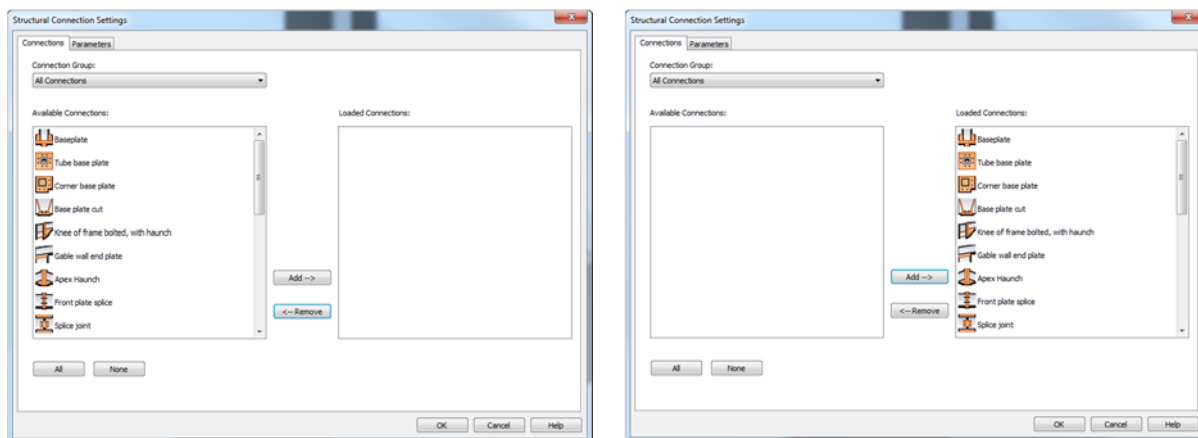 Structural Connection Settings
Connections Parameters
Connection Group:
All Connections
Available Connections: Loaded Connections:
Baseplate
Tube base plate
Corner base plate
Base plate cut
Knee of frame bolted, with haunch
Gable wall end plate
Apex Haunch
Front plate splice
Splice joint
Add -->
<-- Remove
All None
OK Cancel Help
Structural Connection Settings
Connections Parameters
Connection Group:
All Connections
Available Connections: Loaded Connections:
Baseplate
Tube base plate
Corner base plate
Base plate cut
Knee of frame bolted, with haunch
Gable wall end plate
Apex Haunch
Front plate splice
Splice joint
Add -->
<-- Remove
All None
OK Cancel Help